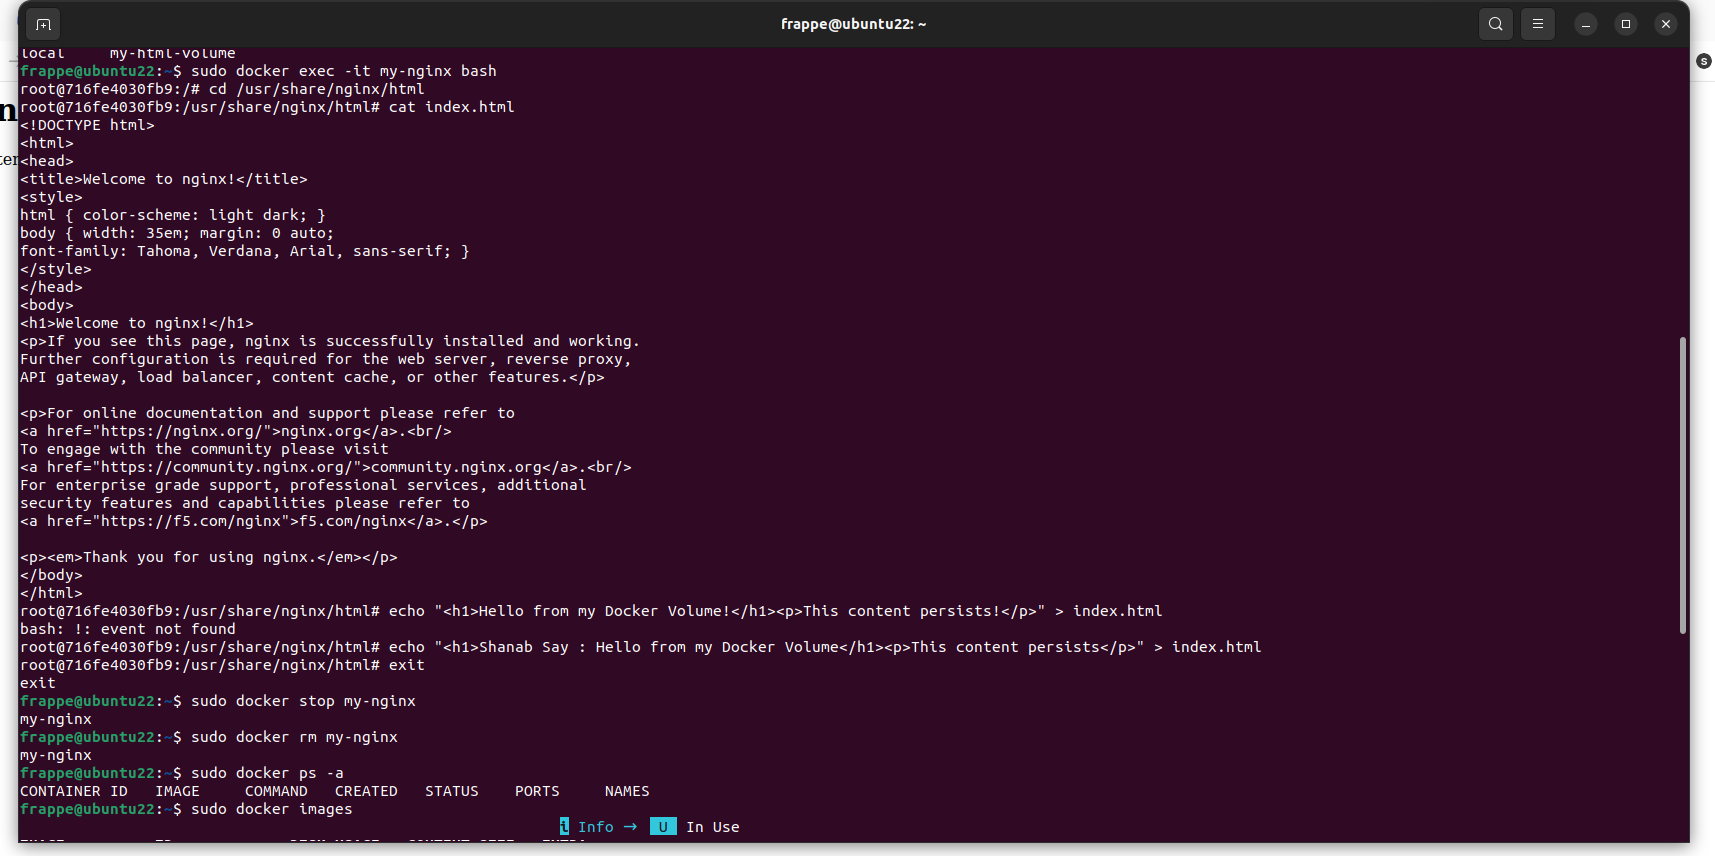 frappe@ubuntu22: ~
local     my-html-volume
frappe@ubuntu22:~$ sudo docker exec -it my-nginx bash
root@716fe4030fb9:/# cd /usr/share/nginx/html
root@716fe4030fb9:/usr/share/nginx/html# cat index.html
<!DOCTYPE html>
<html>
<head>
<title>Welcome to nginx!</title>
<style>
html { color-scheme: light dark; }
body { width: 35em; margin: 0 auto;
font-family: Tahoma, Verdana, Arial, sans-serif; }
</style>
</head>
<body>
<h1>Welcome to nginx!</h1>
<p>If you see this page, nginx is successfully installed and working.
Further configuration is required for the web server, reverse proxy,
API gateway, load balancer, content cache, or other features.</p>

<p>For online documentation and support please refer to
<a href="https://nginx.org/">nginx.org</a>.<br/>
To engage with the community please visit
<a href="https://community.nginx.org/">community.nginx.org</a>.<br/>
For enterprise grade support, professional services, additional
security features and capabilities please refer to
<a href="https://f5.com/nginx">f5.com/nginx</a>.</p>

<p><em>Thank you for using nginx.</em></p>
</body>
</html>
root@716fe4030fb9:/usr/share/nginx/html# echo "<h1>Hello from my Docker Volume!</h1><p>This content persists!</p>" > index.html
bash: !: event not found
root@716fe4030fb9:/usr/share/nginx/html# echo "<h1>Shanab Say : Hello from my Docker Volume</h1><p>This content persists</p>" > index.html
root@716fe4030fb9:/usr/share/nginx/html# exit
exit
frappe@ubuntu22:~$ sudo docker stop my-nginx
my-nginx
frappe@ubuntu22:~$ sudo docker rm my-nginx
my-nginx
frappe@ubuntu22:~$ sudo docker ps -a
CONTAINER ID   IMAGE     COMMAND   CREATED   STATUS    PORTS     NAMES
frappe@ubuntu22:~$ sudo docker images
i Info →   U  In Use